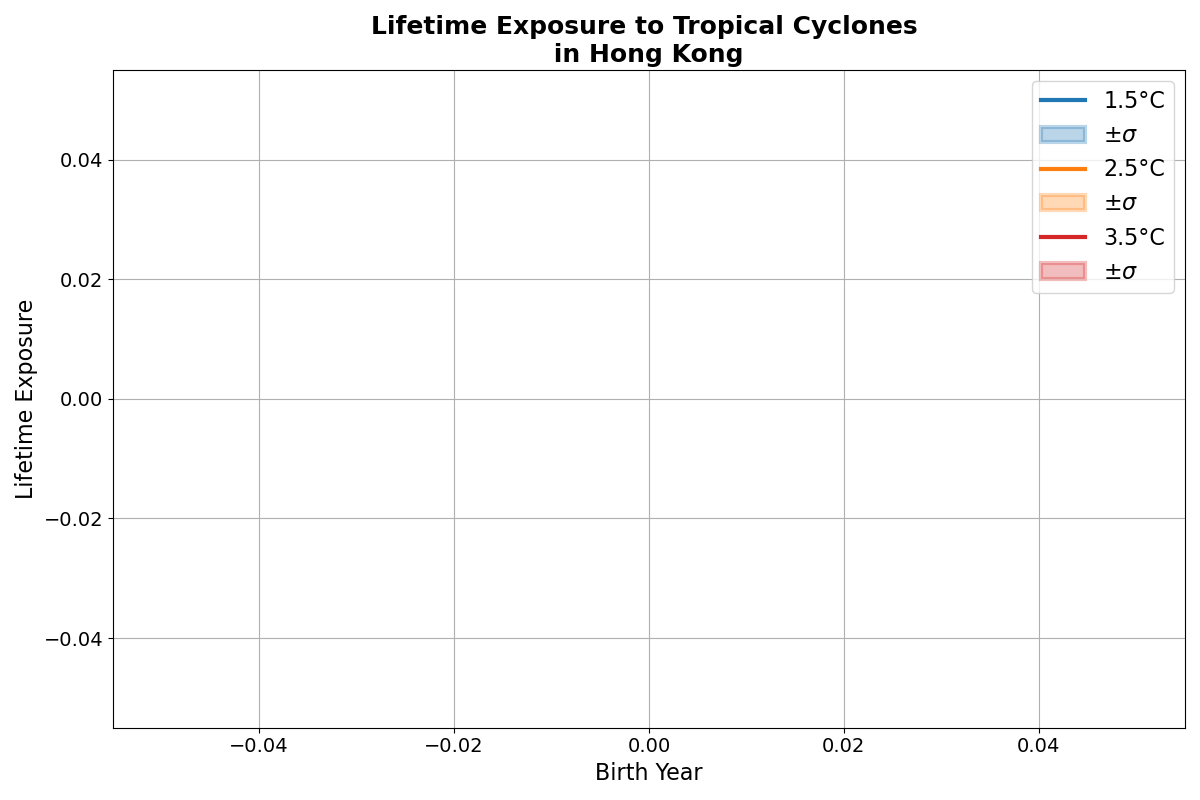 Lifetime Exposure to Tropical Cyclones
in Hong Kong
1.5°C
±σ
2.5°C
±σ
3.5°C
±σ
Lifetime Exposure
0.04
0.02
0.00
−0.02
−0.04
−0.04
−0.02
0.00
0.02
0.04
Birth Year